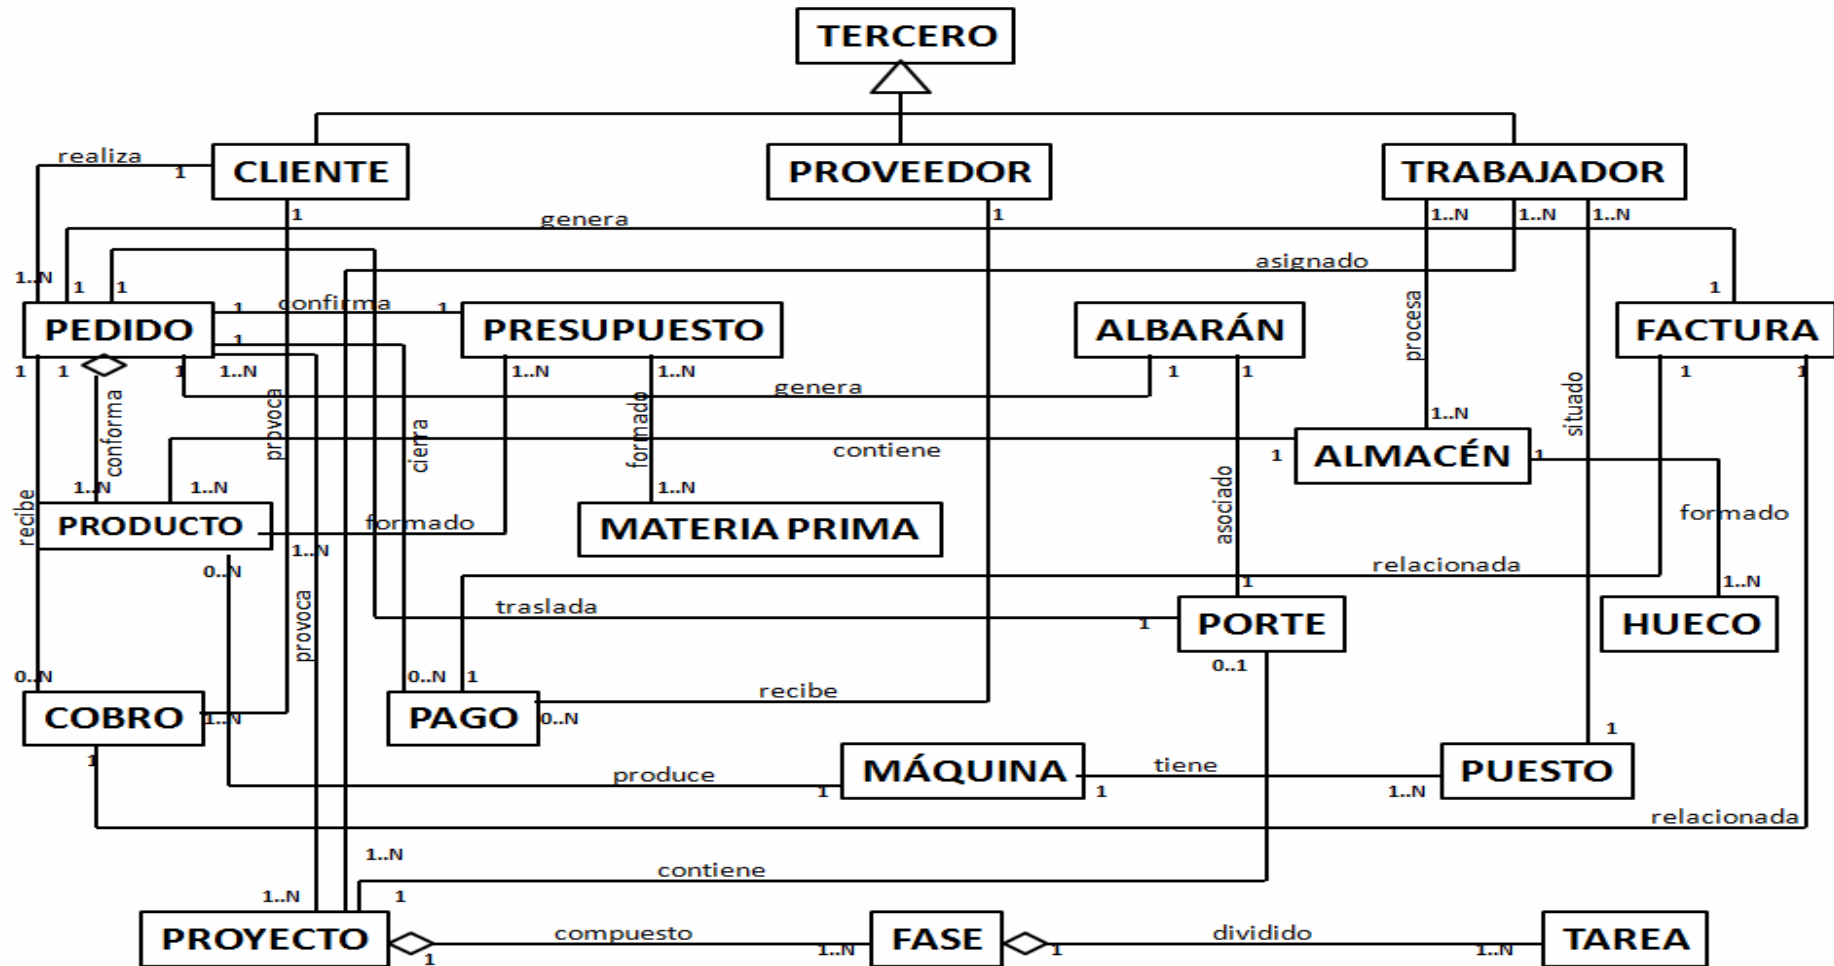 TERCERO
realiza
1
CLIENTE
PROVEEDOR
TRABAJADOR
1
genera
1
1..N
1..N
1..N
asignado
1..N
1
1
1
confirma
1
1
PEDIDO
PRESUPUESTO
ALBARÁN
procesa
FACTURA
1
1
1
1
1..N
1..N
1..N
genera
1
1
1
1
conforma
provoca
cierra
formado
situado
1..N
contiene
1
ALMACÉN
1
1..N
1..N
1..N
recibe
PRODUCTO
formado
MATERIA PRIMA
asociado
formado
1..N
0..N
relacionada
1
1..N
provoca
traslada
1
PORTE
HUECO
0..N
0..N
1
0..1
COBRO
1..N
PAGO
recibe
0..N
1
1
produce
1
MÁQUINA
1
tiene
1..N
PUESTO
relacionada
1..N
contiene
1..N
1
PROYECTO
1
compuesto
1..N
FASE
1
dividido
1..N
TAREA